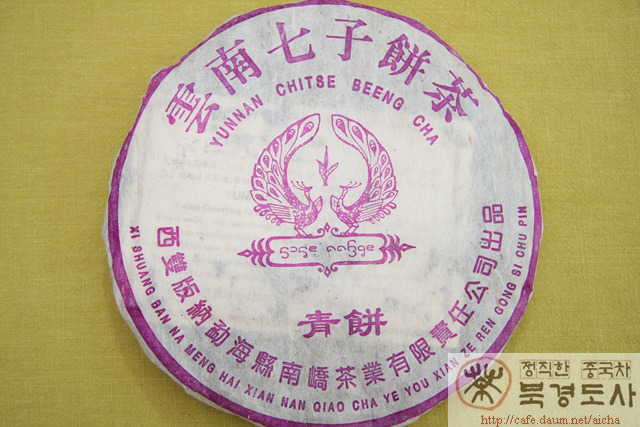 雲南七子餅茶
YUNNAN CHITSE BEENG CHA
青餅
西雙版納勐海縣南嶠茶業有限責任公司出品
XI SHUANG BAN NA MENG HAI XIAN NAN QIAO CHA YE YOU XIAN ZE REN GONG SI CHU PIN
정직한 중국차
북경도사
http://cafe.daum.net/aicha